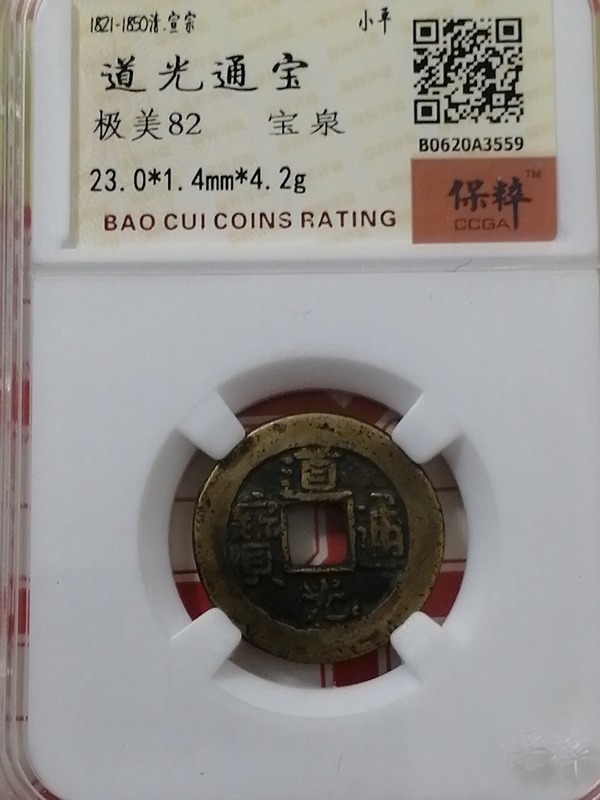 1821-1850清.宣宗 小平
道光通宝
极美82 宝泉
B0620A3559
23.0*1.4mm*4.2g
保粹™
CCGA
BAO CUI COINS RATING
道
寶 通
光